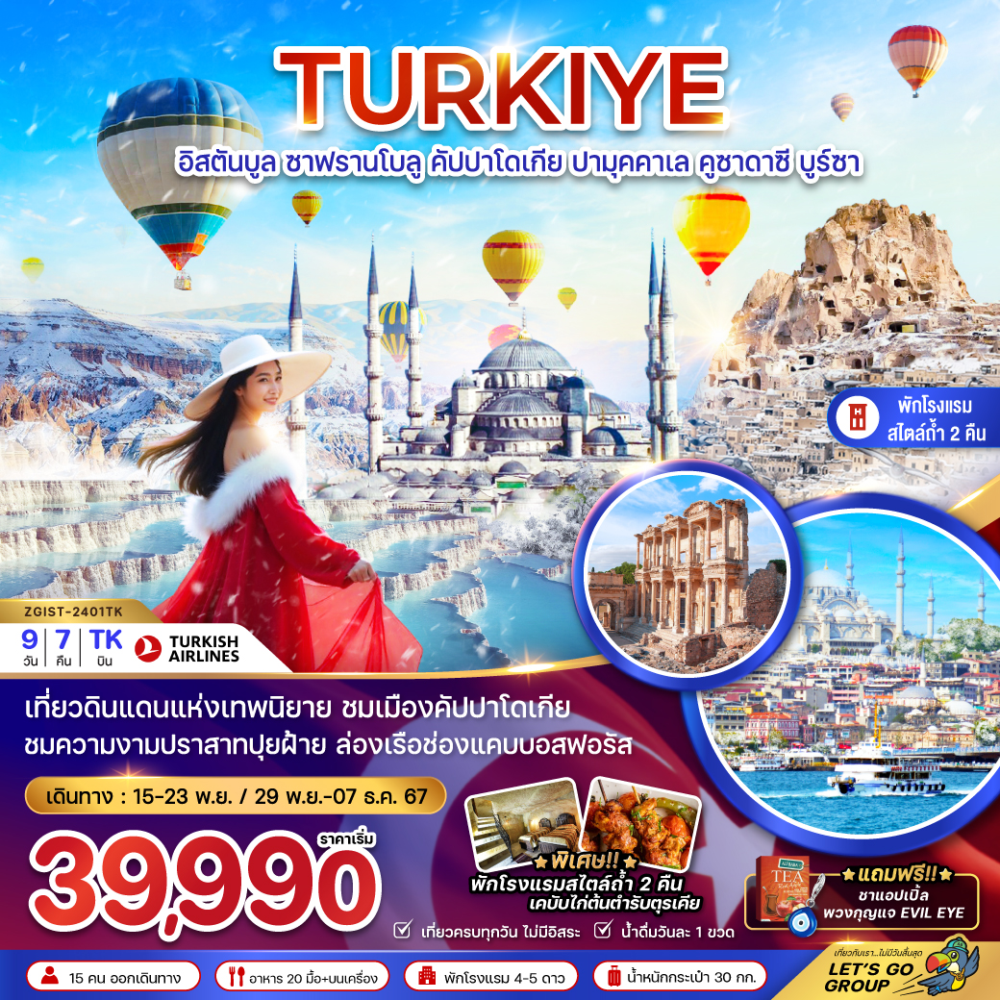 TURKIYE
อิสตันบูล ซาฟรานโบลู คัปปาโดเกีย ปามุคคาเล คูซาดาซี บูร์ซา
พักโรงแรม
สไตล์ถ้ำ 2 คืน
ZGIST-2401TK
9 วัน 7 คืน TK บิน
TURKISH
AIRLINES
เที่ยวดินแดนแห่งเทพนิยาย ชมเมืองคัปปาโดเกีย
ชมความงามปราสาทปุยฝ้าย ล่องเรือช่องแคบบอสฟอรัส
เดินทาง : 15-23 พ.ย. / 29 พ.ย.-07 ธ.ค. 67
ราคาเริ่ม
39,990
พิเศษ!!
พักโรงแรมสไตล์ถ้ำ 2 คืน
เคบับไก่ต้นตำรับตุรเคีย
เที่ยวครบทุกวัน ไม่มีอิสระ
น้ำดื่มวันละ 1 ขวด
TEA
แถมฟรี!!
ชาแอปเปิ้ล
พวงกุญแจ EVIL EYE
15 คน ออกเดินทาง
อาหาร 20 มื้อ+บนเครื่อง
พักโรงแรม 4-5 ดาว
น้ำหนักกระเป๋า 30 กก.
เที่ยวกับเรา...ไม่มีวันสิ้นสุด
LET'S GO
GROUP